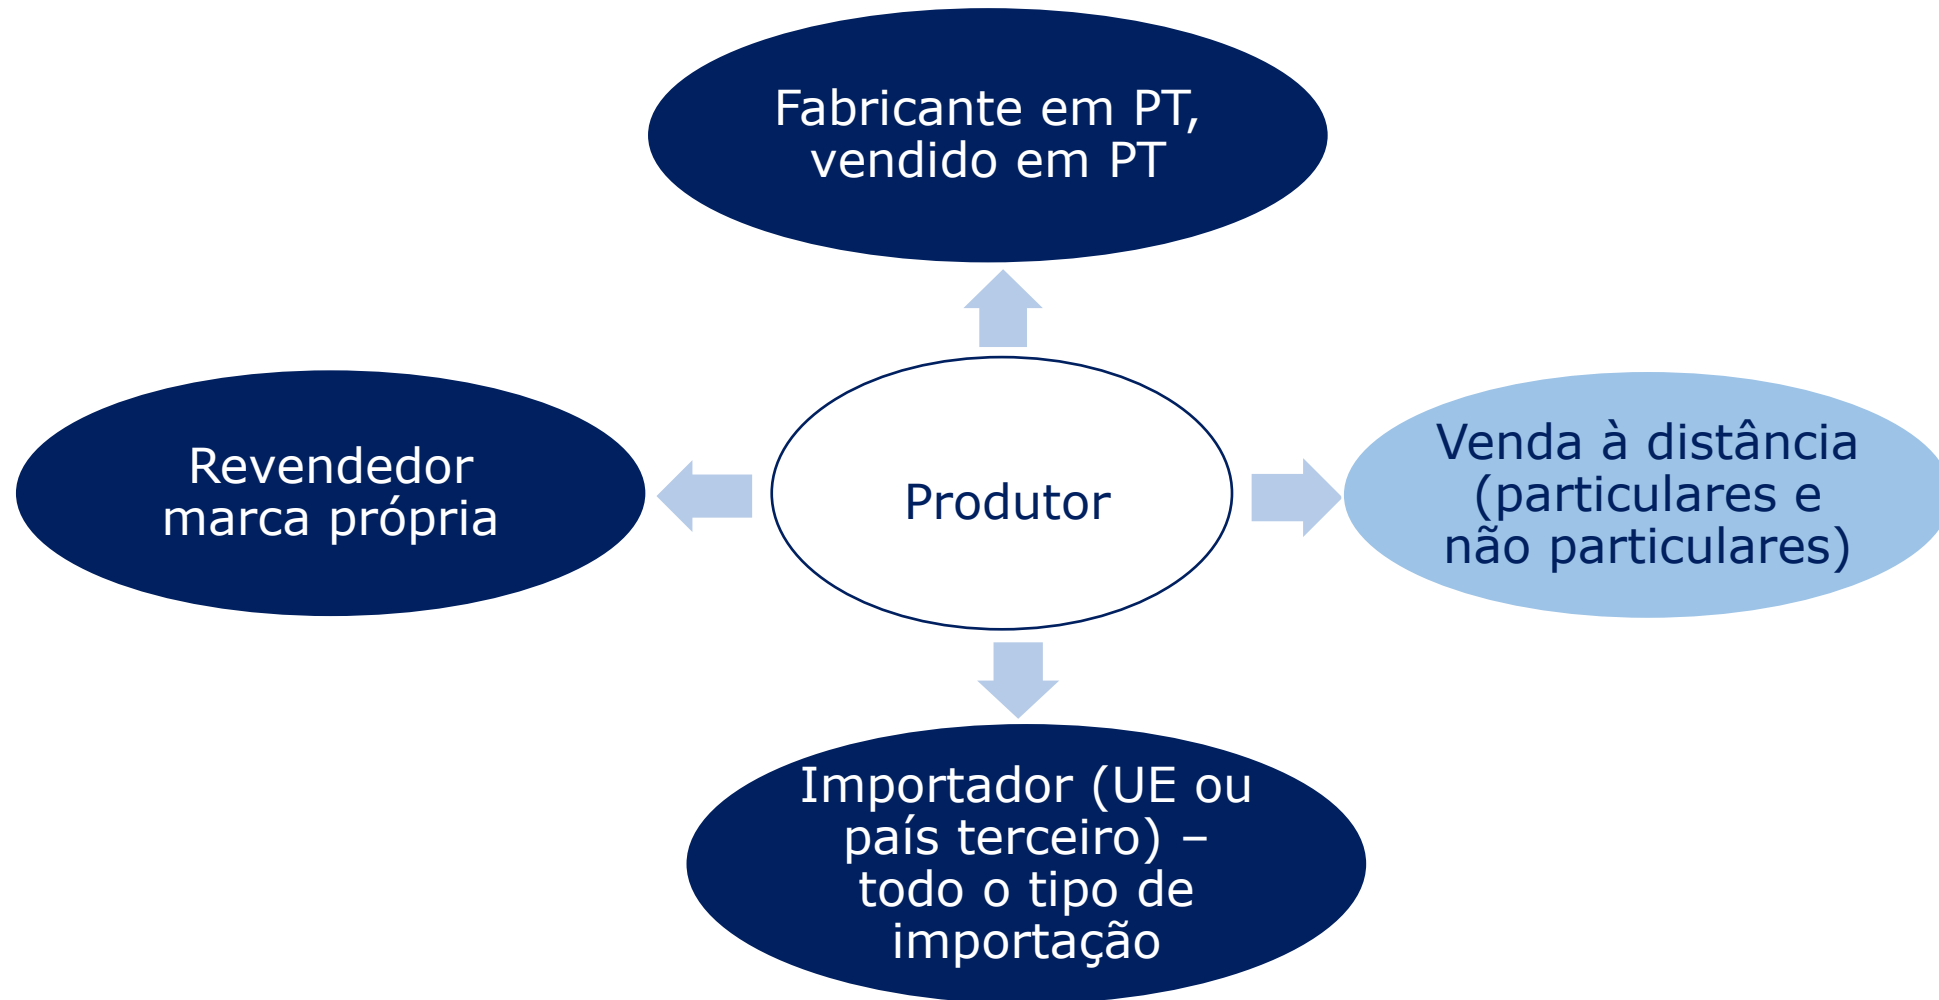 Fabricante em PT,
vendido em PT
Revendedor
marca própria
Produtor
Venda à distância
(particulares e
não particulares)
Importador (UE ou
país terceiro) –
todo o tipo de
importação